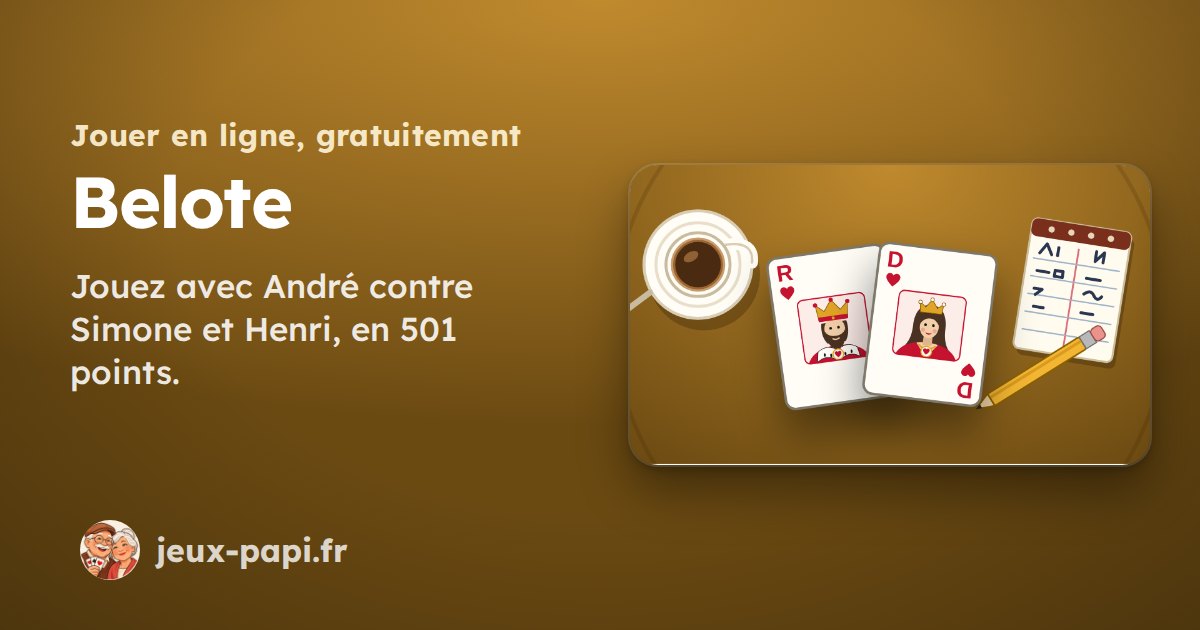 Jouer en ligne, gratuitement
Belote
Jouez avec André contre
Simone et Henri, en 501
points.
R
D
D
jeux-papi.fr